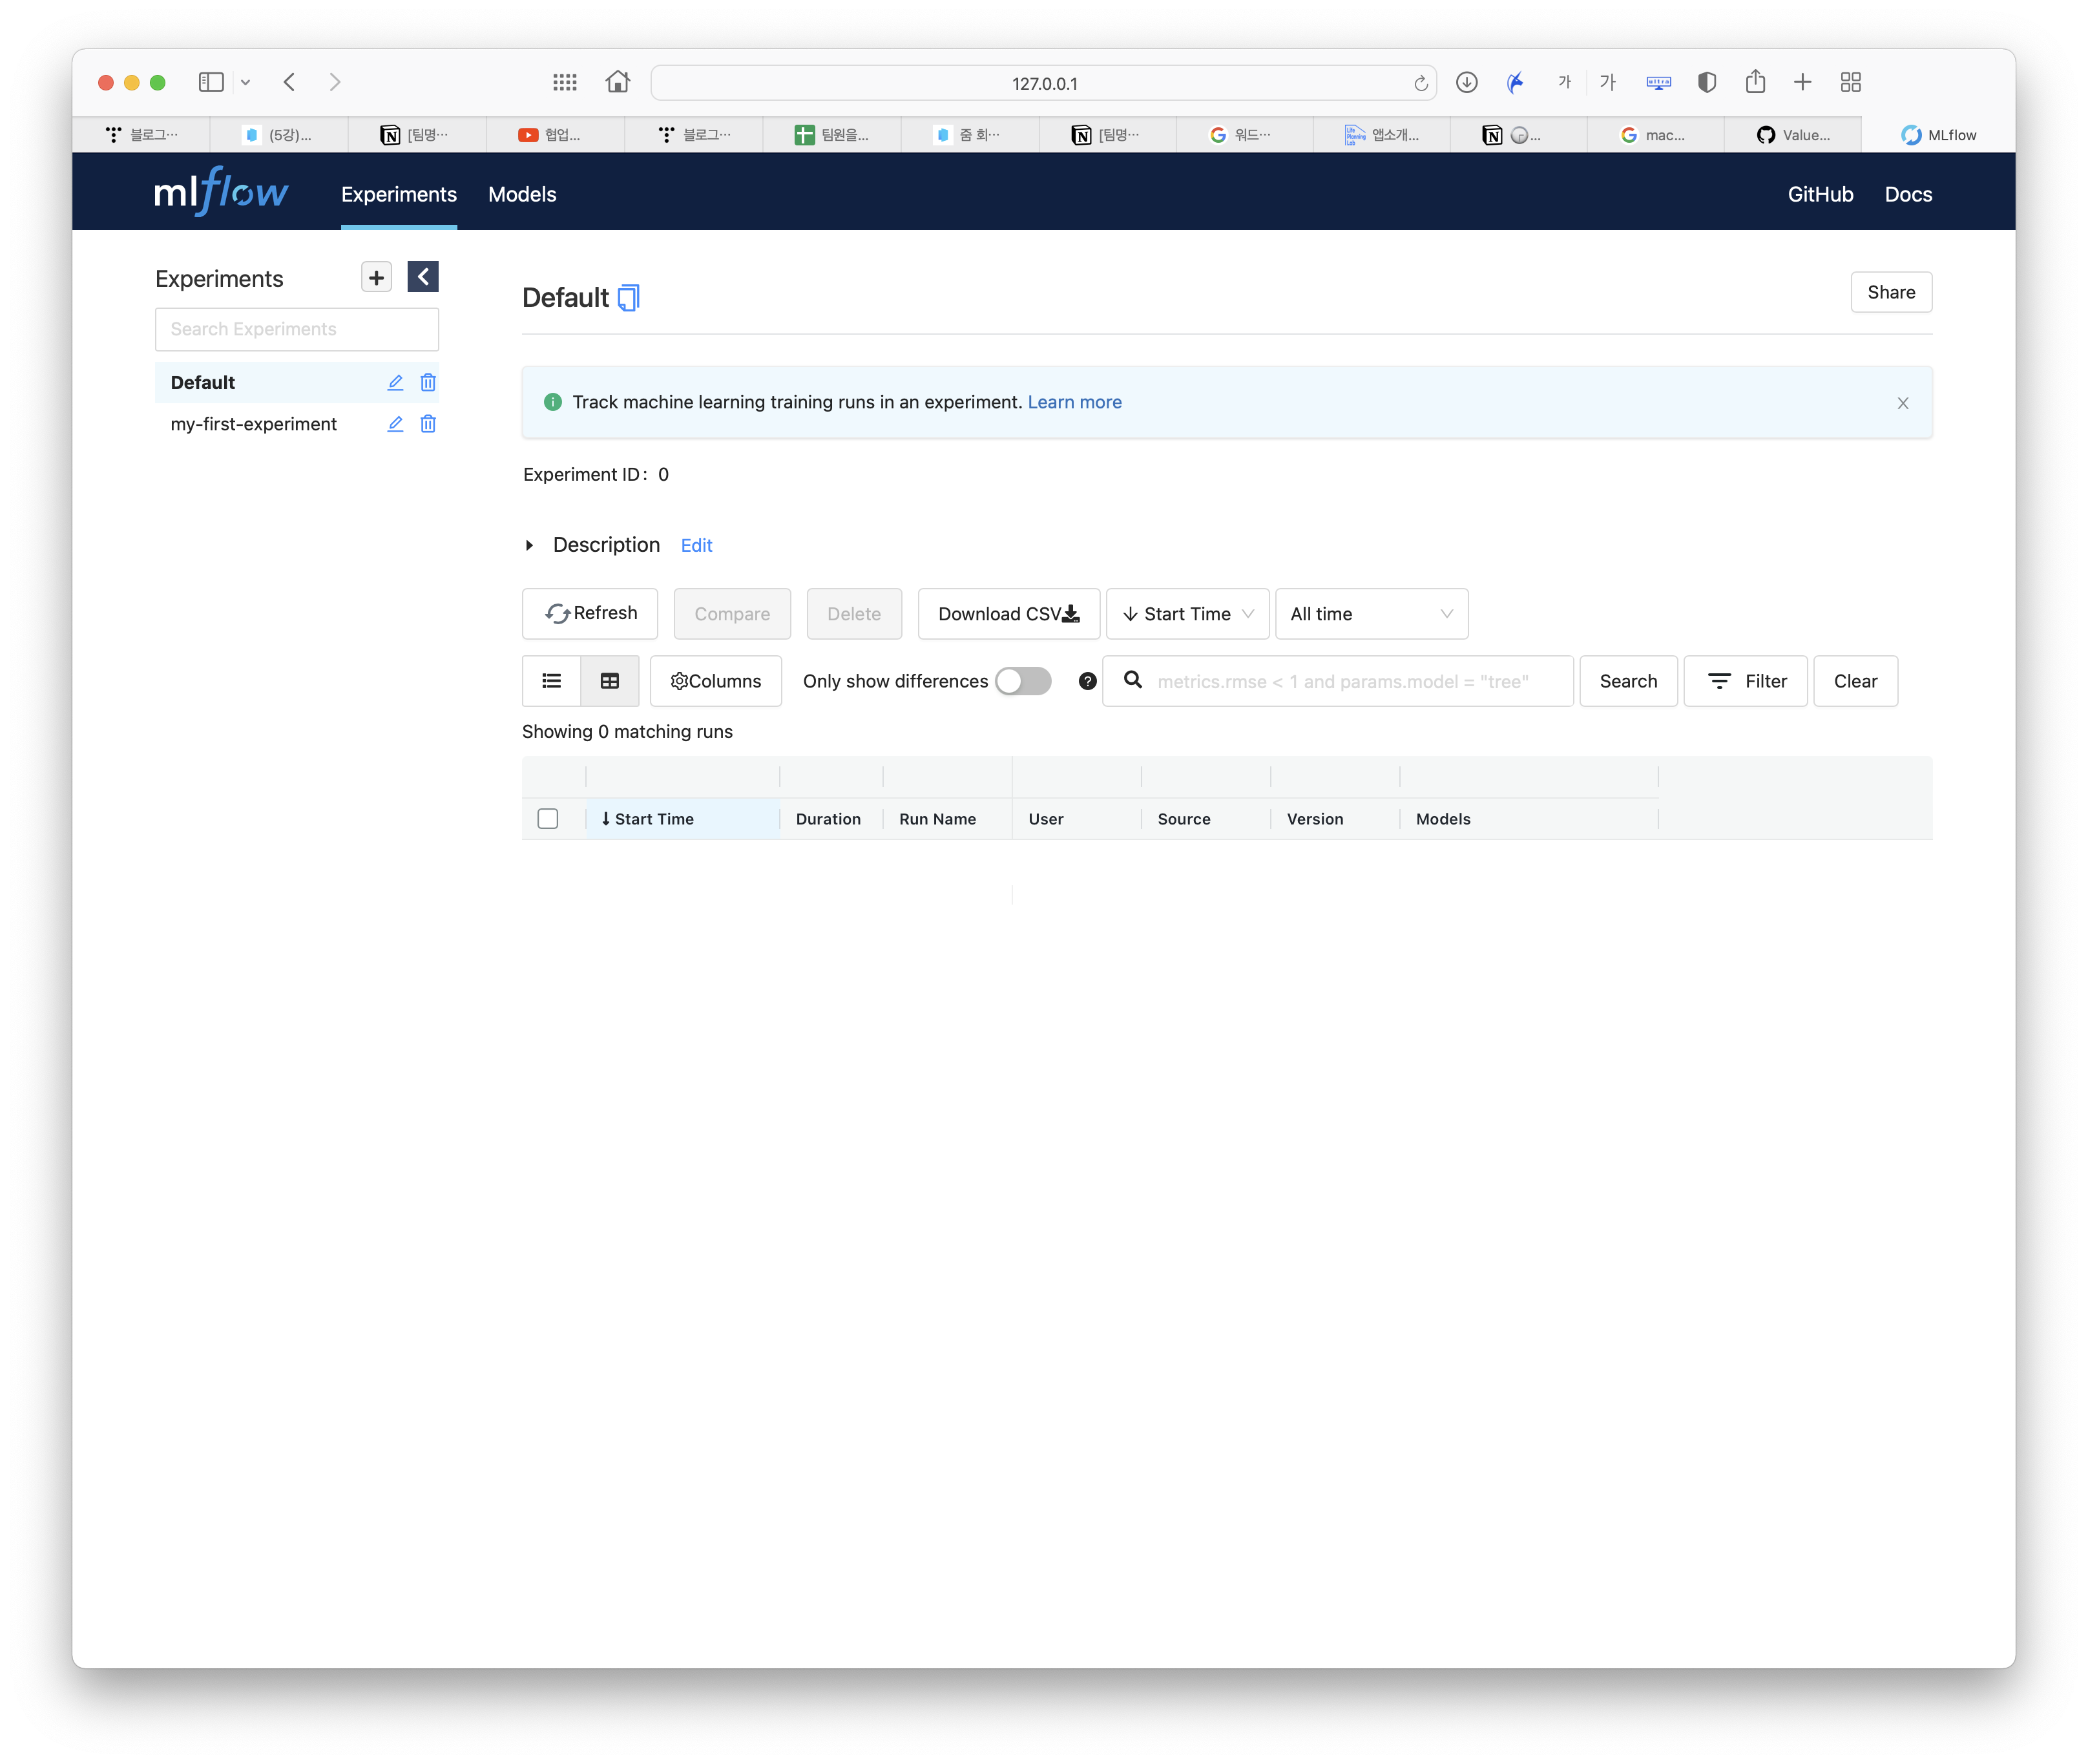 127.0.0.1
가 가 ultra
블로그… (5강)... [팀명… 협업... 블로그… 팀원을... 줌 회… [팀명… 워드… Life Planning Lab 앱소개... ... mac... Value... MLflow
mlflow Experiments Models GitHub Docs
Experiments
Search Experiments
Default
my-first-experiment
Default
Share
Track machine learning training runs in an experiment. Learn more
Experiment ID: 0
Description Edit
Refresh Compare Delete Download CSV Start Time All time
Columns Only show differences metrics.rmse < 1 and params.model = "tree" Search Filter Clear
Showing 0 matching runs
Start Time Duration Run Name User Source Version Models